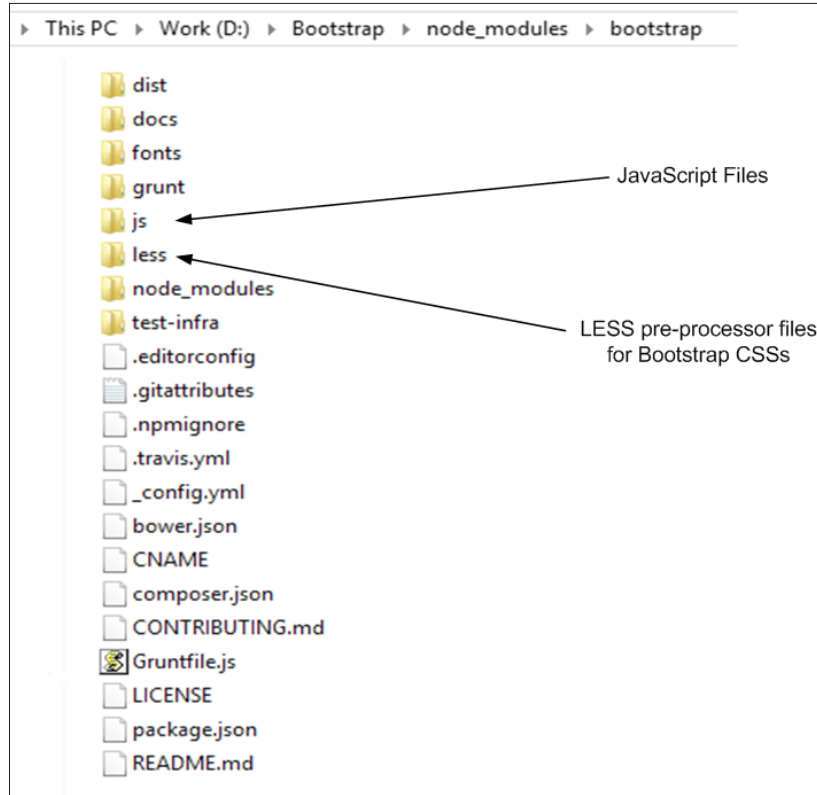 This PC Work (D:) Bootstrap node_modules bootstrap
dist
docs
fonts
grunt
JavaScript Files
js
less
node_modules
test-infra
LESS pre-processor files
for Bootstrap CSSs
.editorconfig
.gitattributes
.npmignore
.travis.yml
_config.yml
bower.json
CNAME
composer.json
CONTRIBUTING.md
Gruntfile.js
LICENSE
package.json
README.md